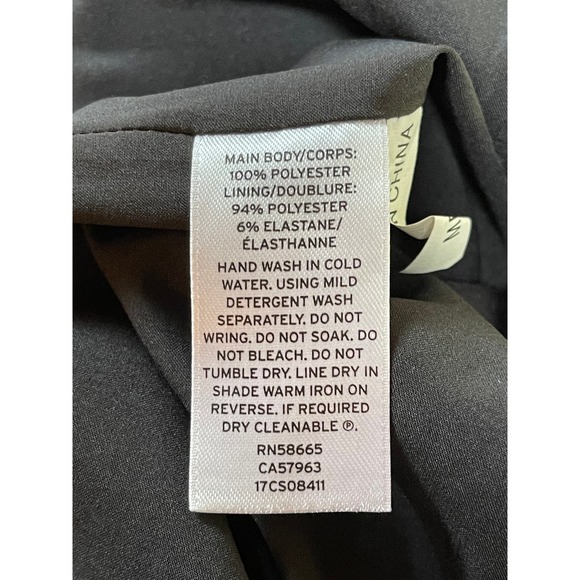 MAIN BODY/CORPS:
100% POLYESTER
LINING/DOUBLURE:
94% POLYESTER
6% ELASTANE/
ÉLASTHANNE
HAND WASH IN COLD
WATER. USING MILD
DETERGENT WASH
SEPARATELY. DO NOT
WRING. DO NOT SOAK. DO
NOT BLEACH. DO NOT
TUMBLE DRY. LINE DRY IN
SHADE WARM IRON ON
REVERSE. IF REQUIRED
DRY CLEANABLE Ⓟ.
RN58665
CA57963
17CS08411
CHINA